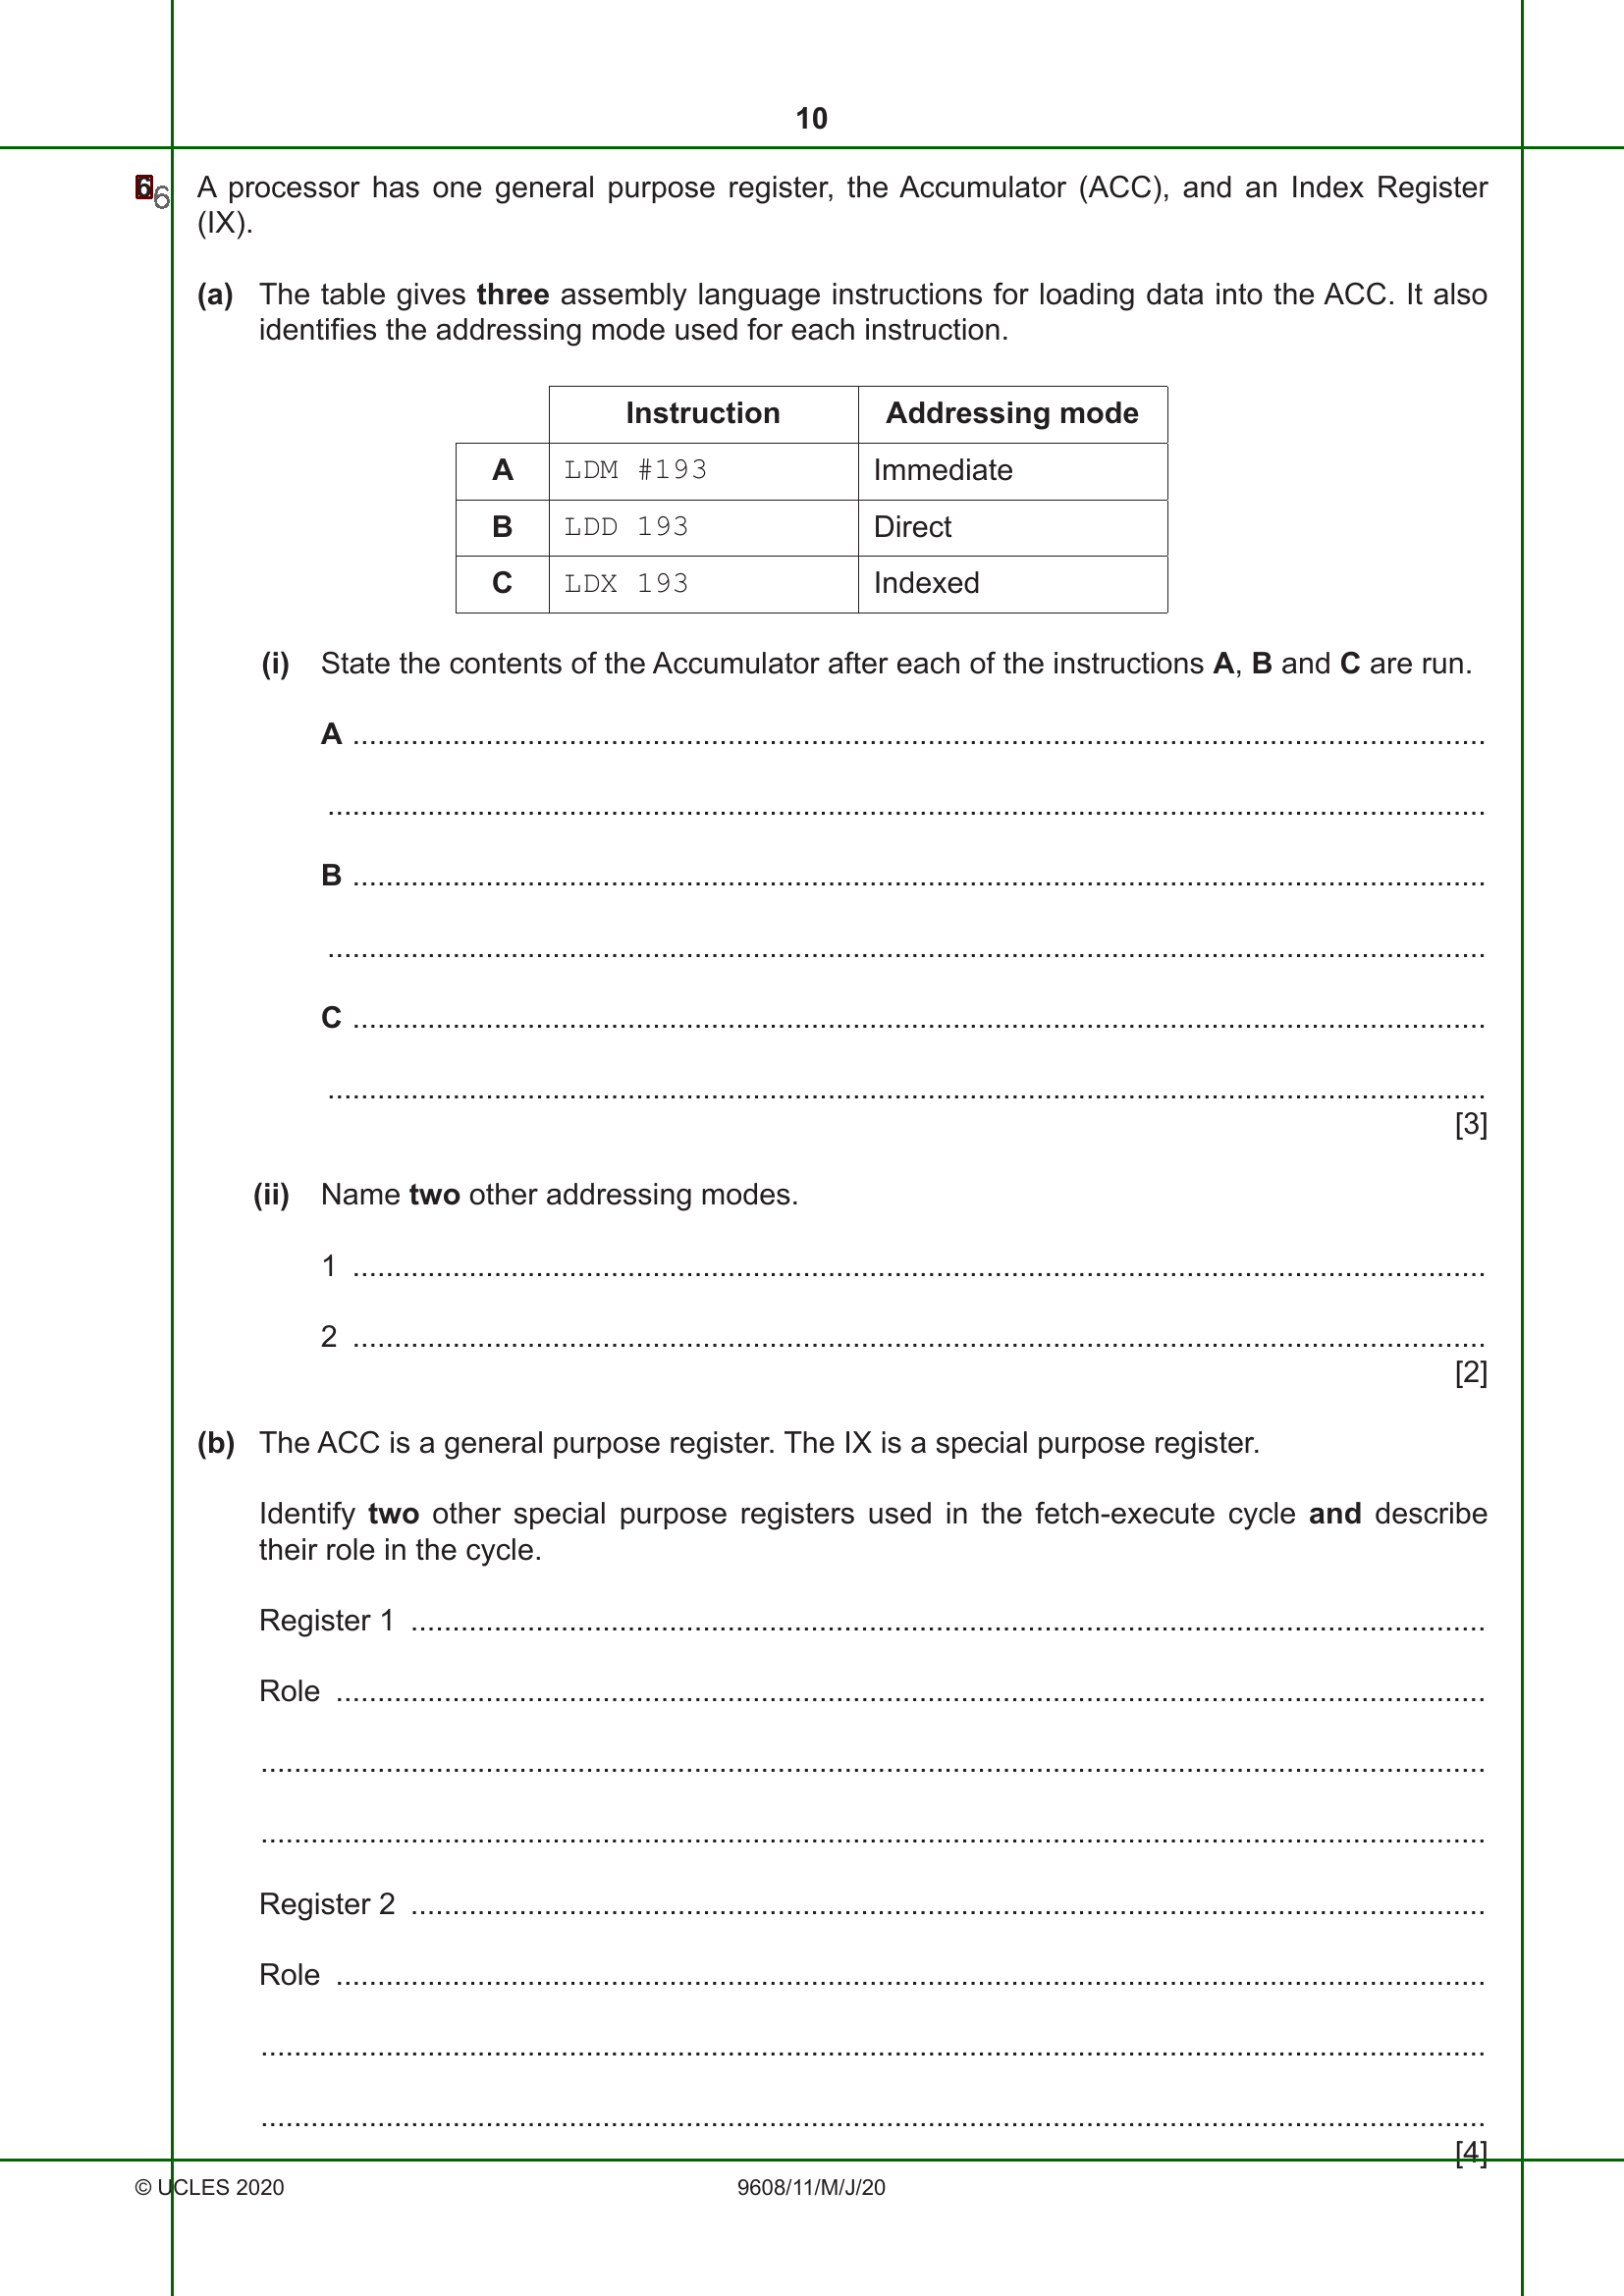 10
6 6 A processor has one general purpose register, the Accumulator (ACC), and an Index Register
(IX).
(a) The table gives three assembly language instructions for loading data into the ACC. It also
identifies the addressing mode used for each instruction.
Instruction Addressing mode
A LDM #193 Immediate
B LDD 193 Direct
C LDX 193 Indexed
(i) State the contents of the Accumulator after each of the instructions A, B and C are run.
A ..........
..........
B ..........
..........
C ..........
..........
[3]
(ii) Name two other addressing modes.
1 ..........
2 ..........
[2]
(b) The ACC is a general purpose register. The IX is a special purpose register.
Identify two other special purpose registers used in the fetch-execute cycle and describe
their role in the cycle.
Register 1 ..........
Role ..........
..........
..........
Register 2 ..........
Role ..........
..........
..........
[4]
© UCLES 2020 9608/11/M/J/20